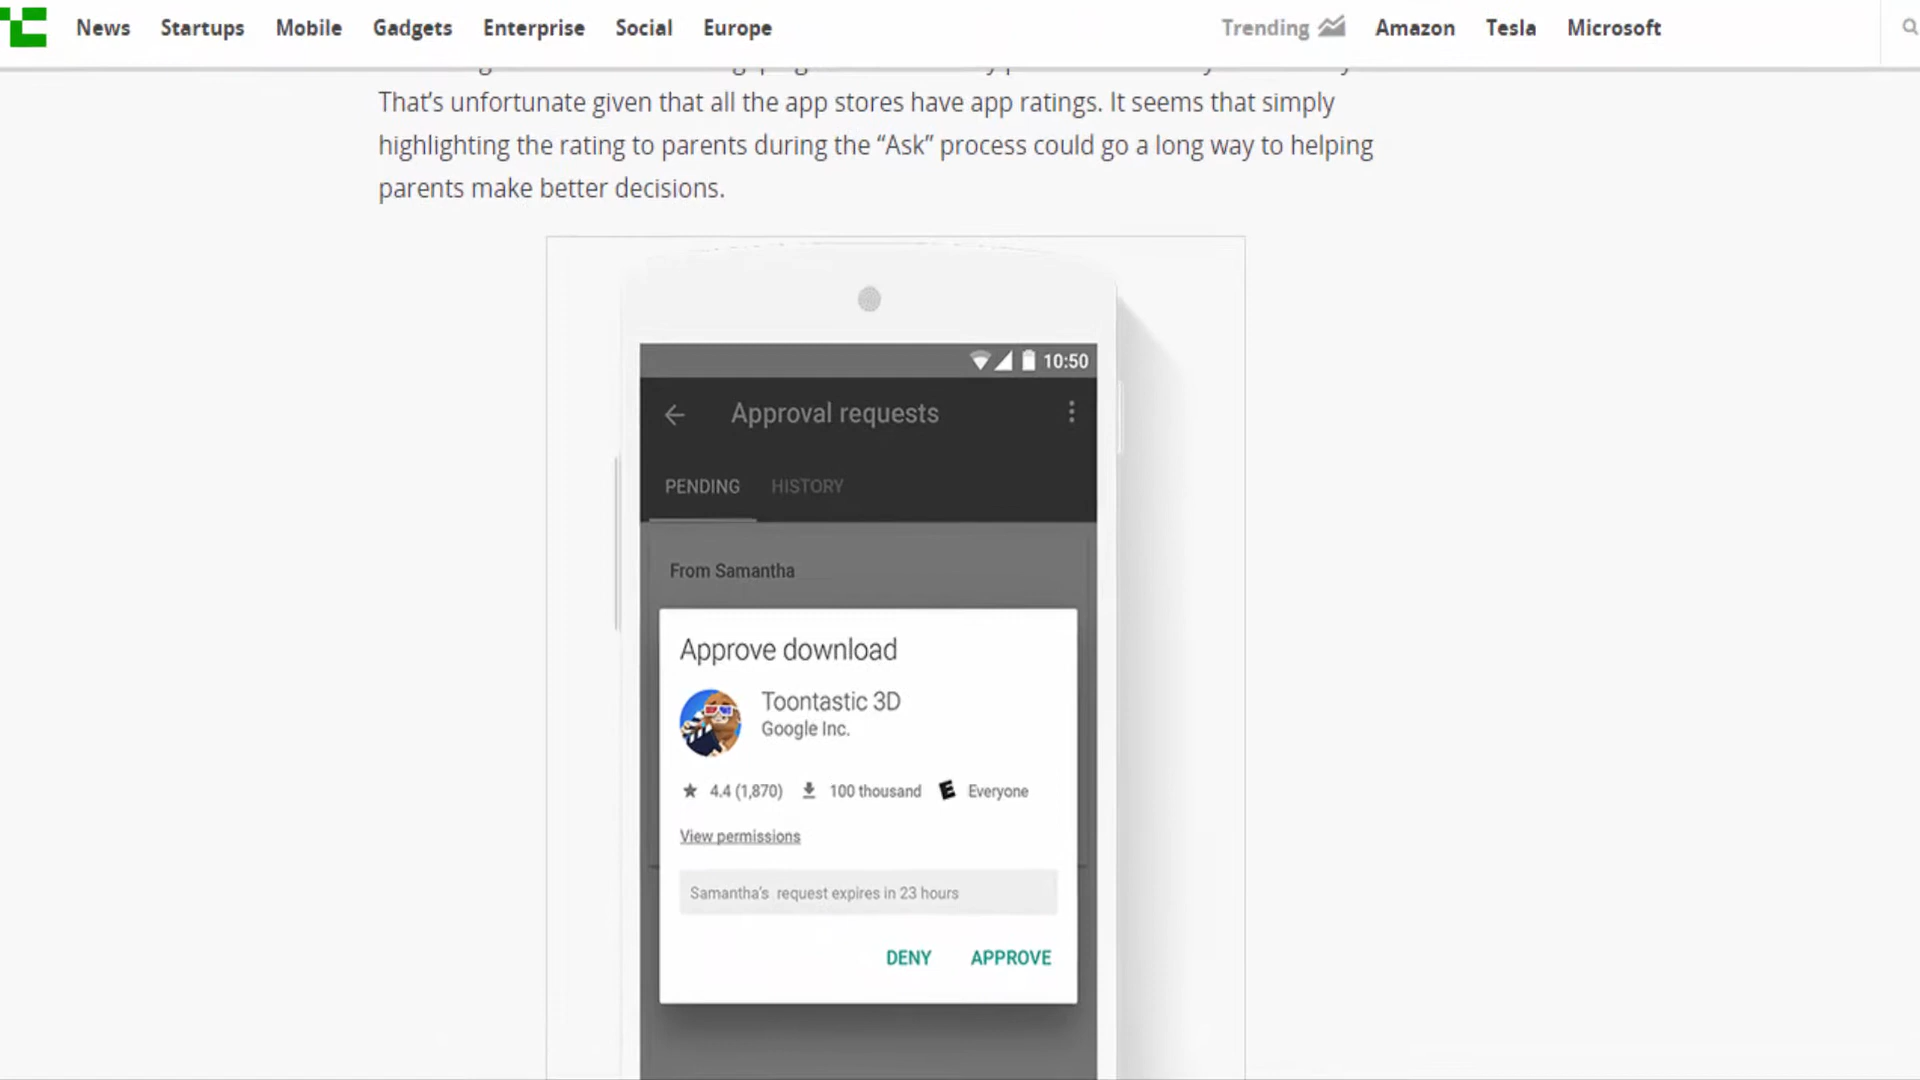 News Startups Mobile Gadgets Enterprise Social Europe Trending Amazon Tesla Microsoft
That's unfortunate given that all the app stores have app ratings. It seems that simply
highlighting the rating to parents during the “Ask” process could go a long way to helping
parents make better decisions.
10:50
Approval requests
PENDING HISTORY
From Samantha
Approve download
Toontastic 3D
Google Inc.
4.4 (1,870) 100 thousand E Everyone
View permissions
Samantha's request expires in 23 hours
DENY APPROVE